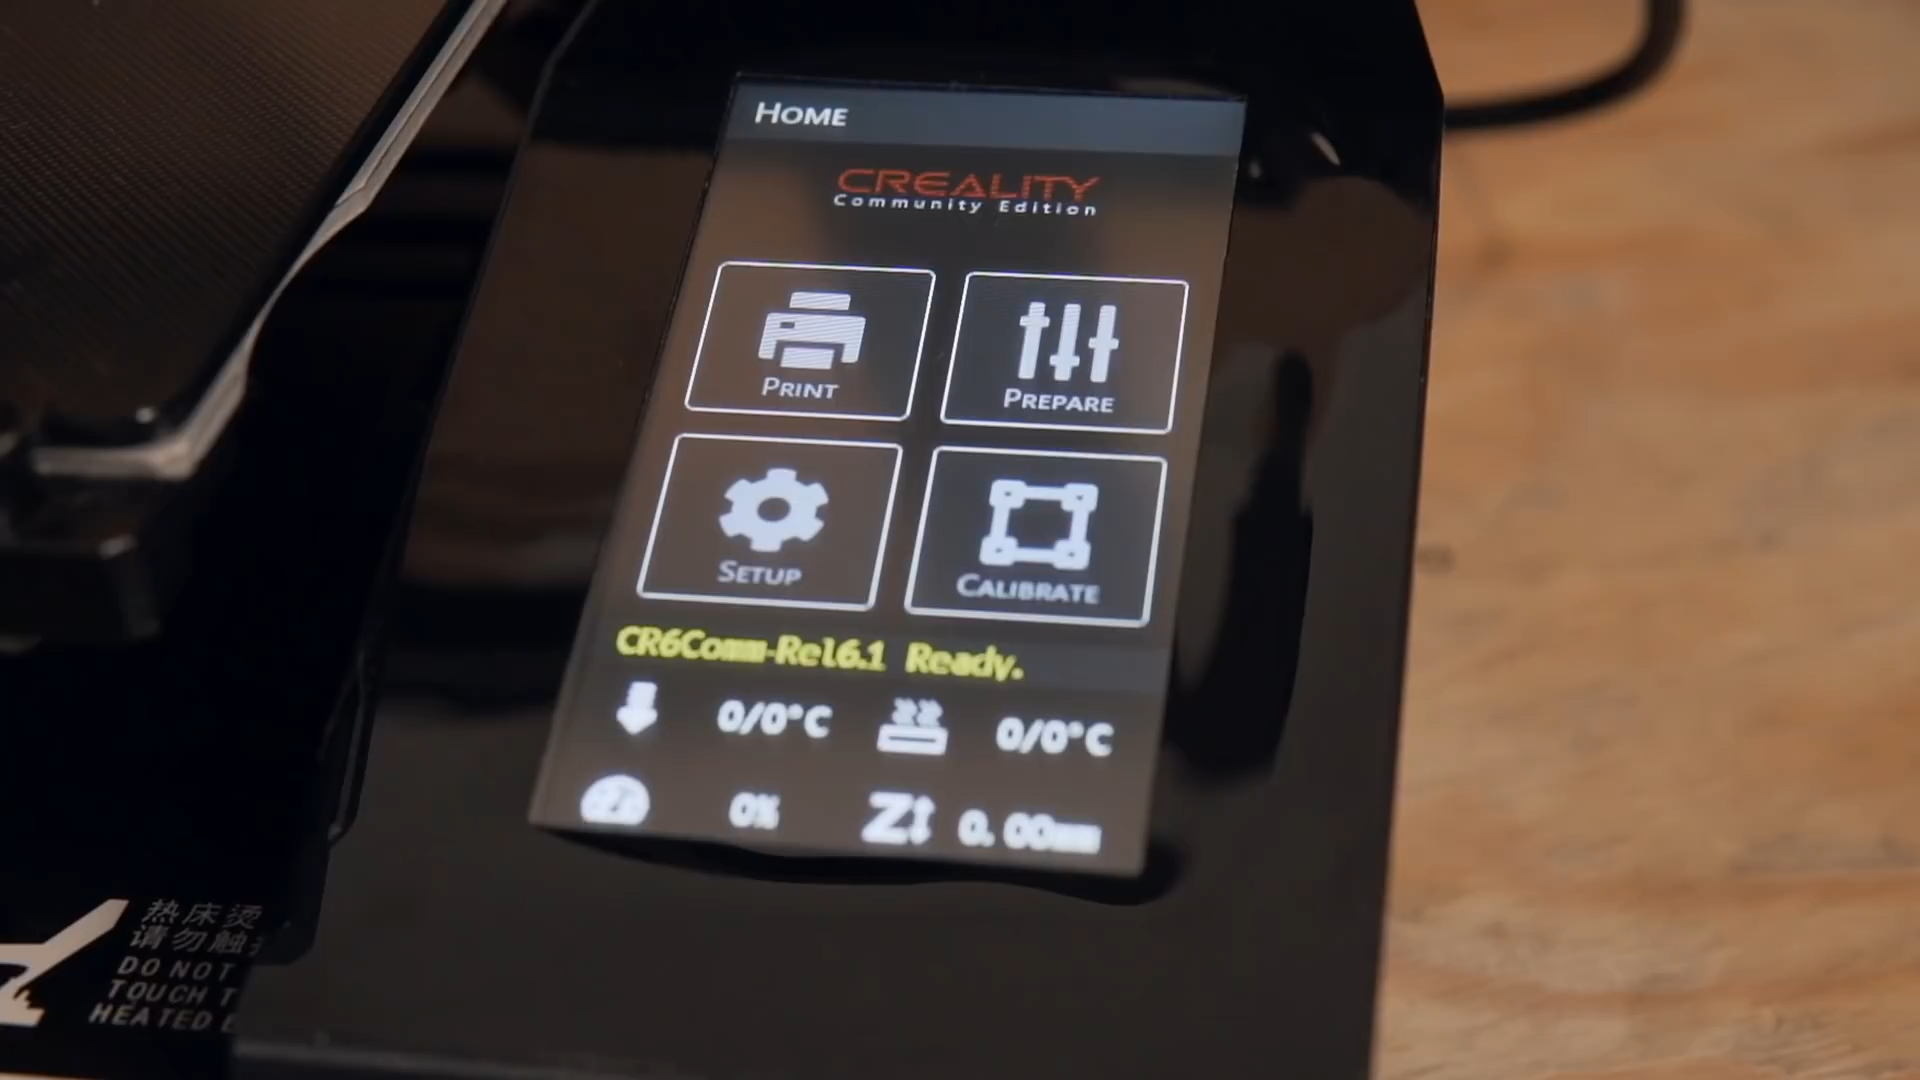 HOME
CREALITY
Community Edition
PRINT
PREPARE
SETUP
CALIBRATE
CR6Comm-Rel6.1 Ready.
0/0°C
0/0°C
0%
Z
0.00mm
热床烫
请勿触
DO NOT
TOUCH
HEATED